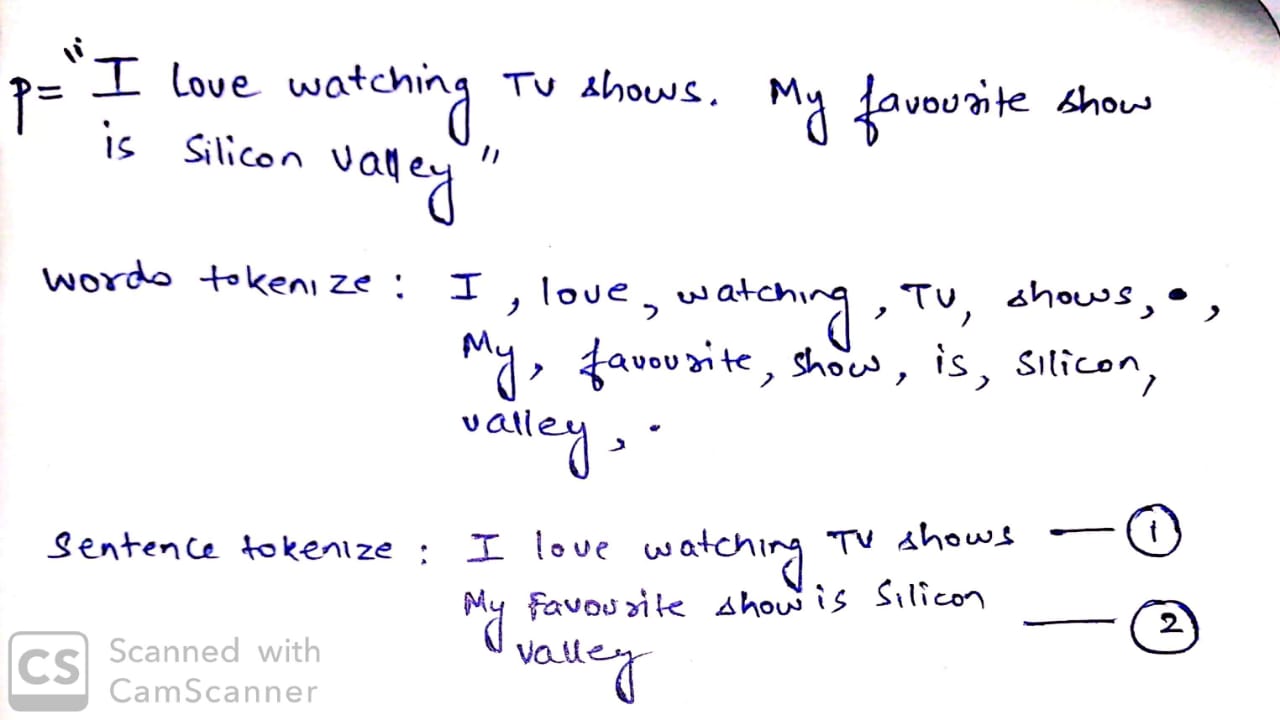 p= "I love watching TV shows. My favourite show
is Silicon valley"
words tokenize : I , love, watching, TV, shows, •,
My, favourite, show, is, Silicon,
valley, .
Sentence tokenize : I love watching TV shows — 1
My Favourite show is Silicon
valley — 2
CS Scanned with
CamScanner